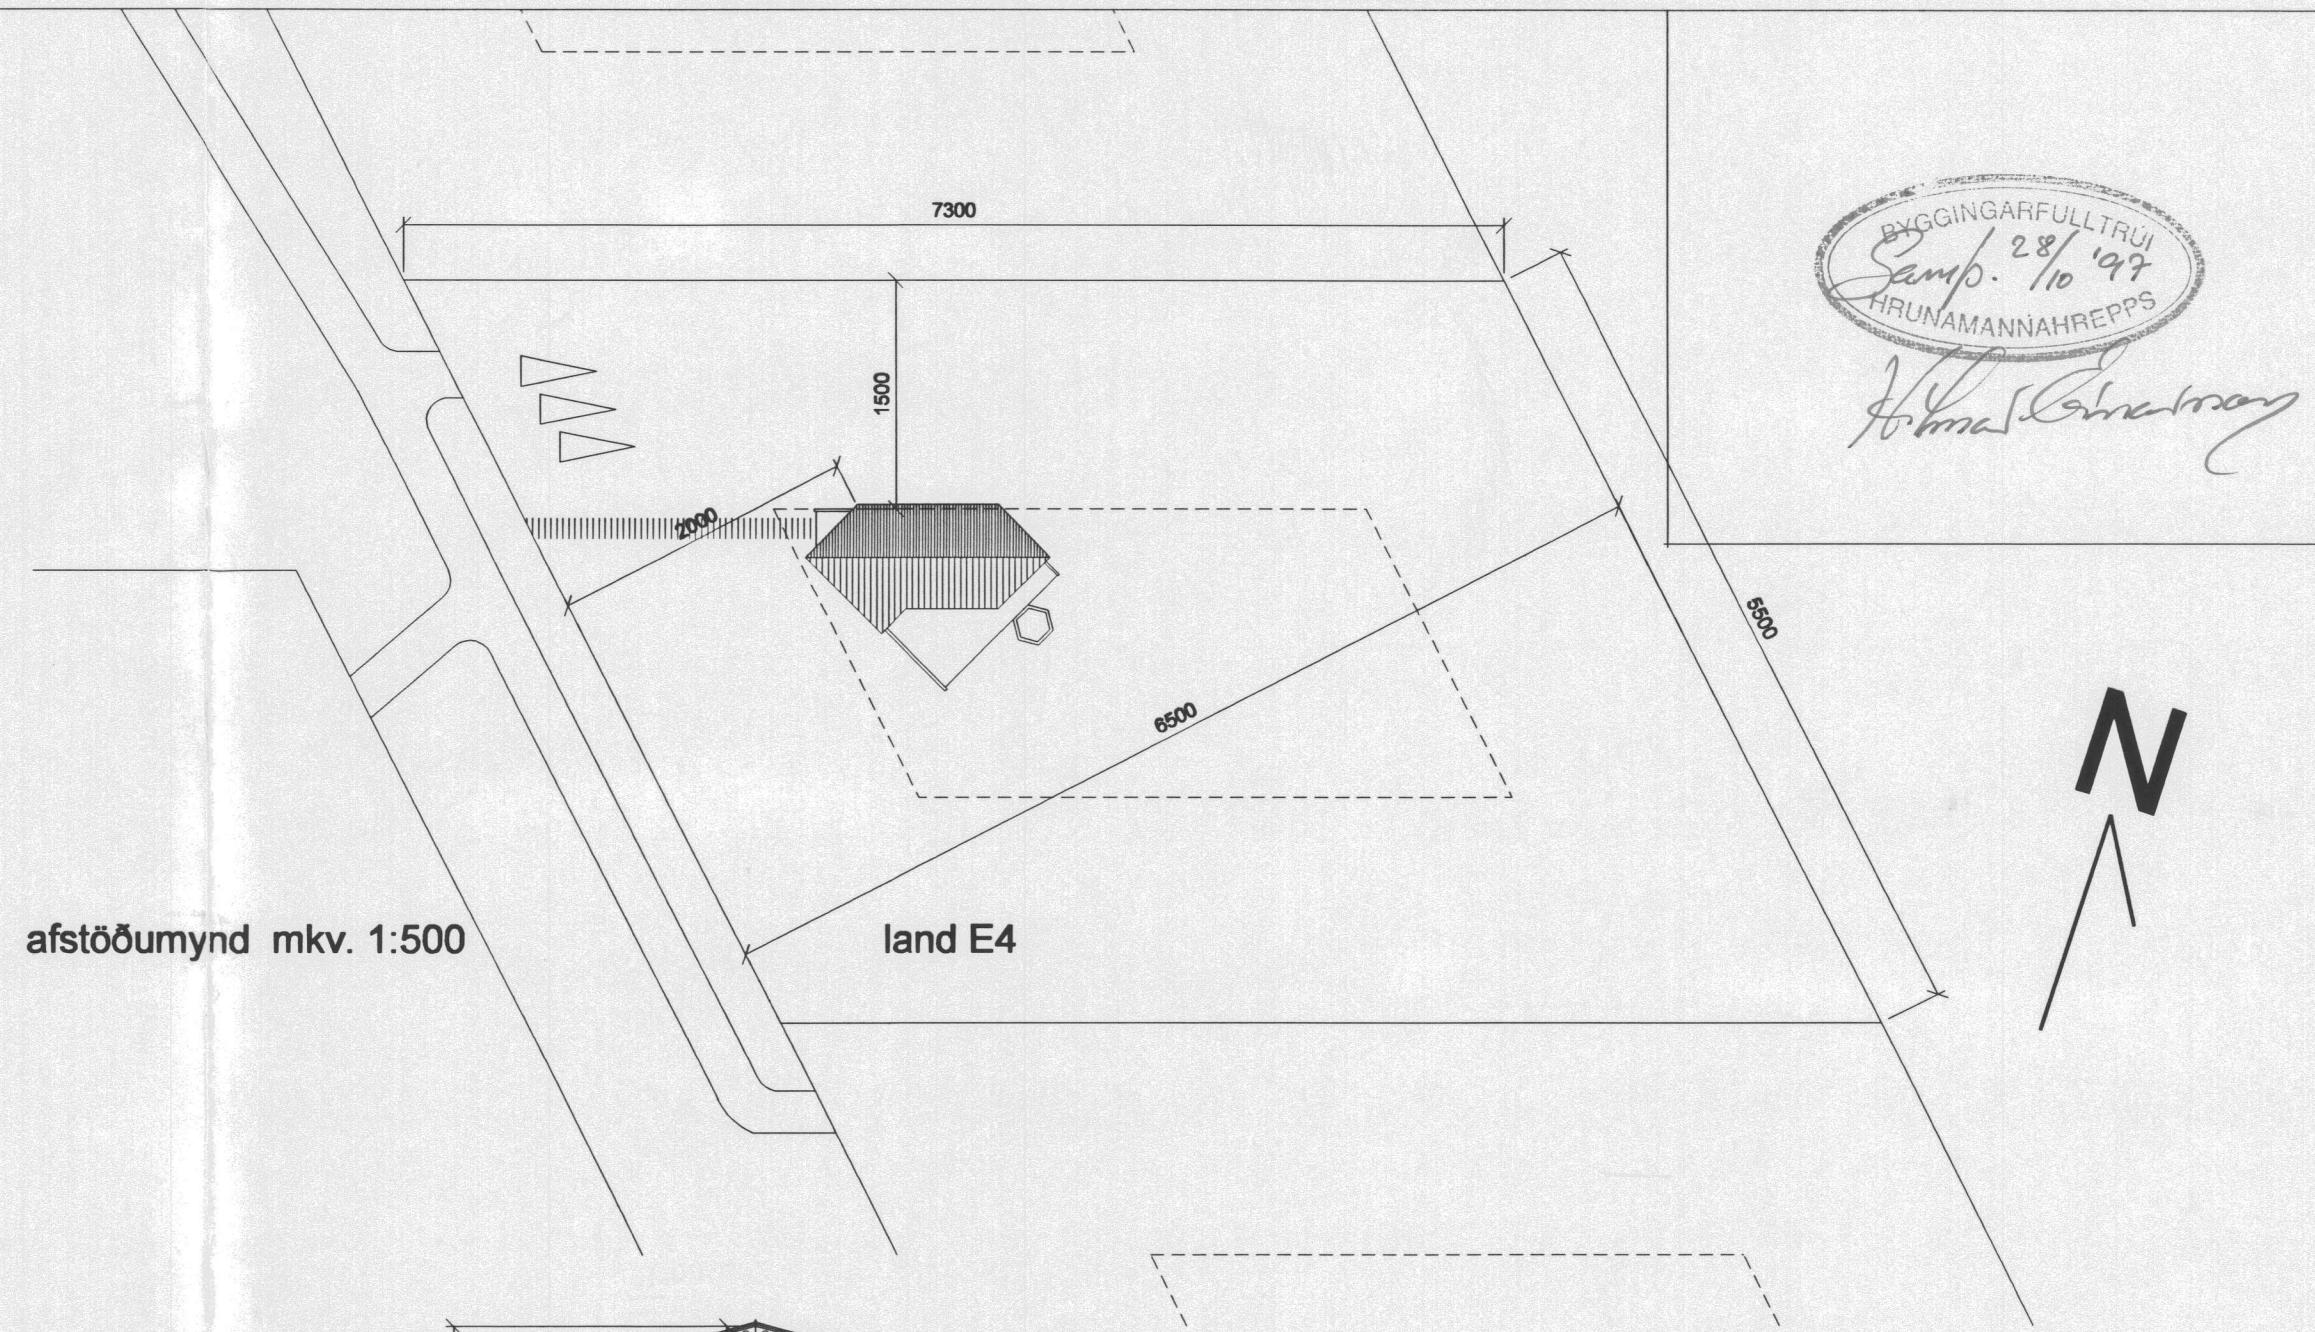 7300
BYGGINGARFULLTRÚI
Samþ. 28/10 '97
HRUNAMANNAHREPPS
1500
2000
5500
6500
N
afstöðumynd mkv. 1:500
land E4